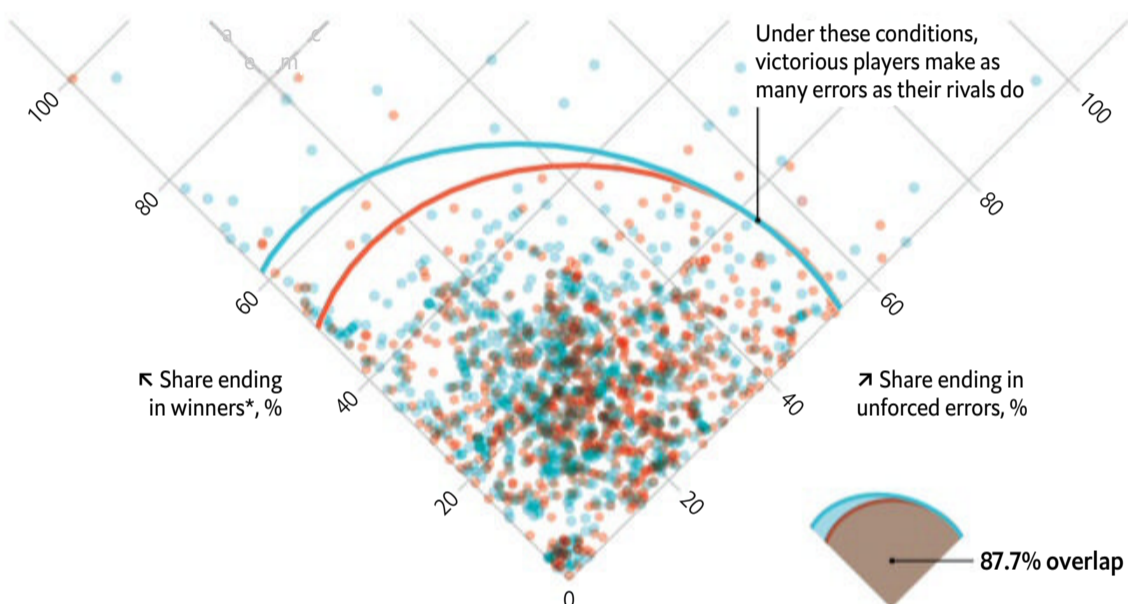 a c
o m
Under these conditions,
victorious players make as
many errors as their rivals do
100
100
80
80
60
60
↖ Share ending
in winners*, %
↗ Share ending in
unforced errors, %
40
40
20
20
0
87.7% overlap